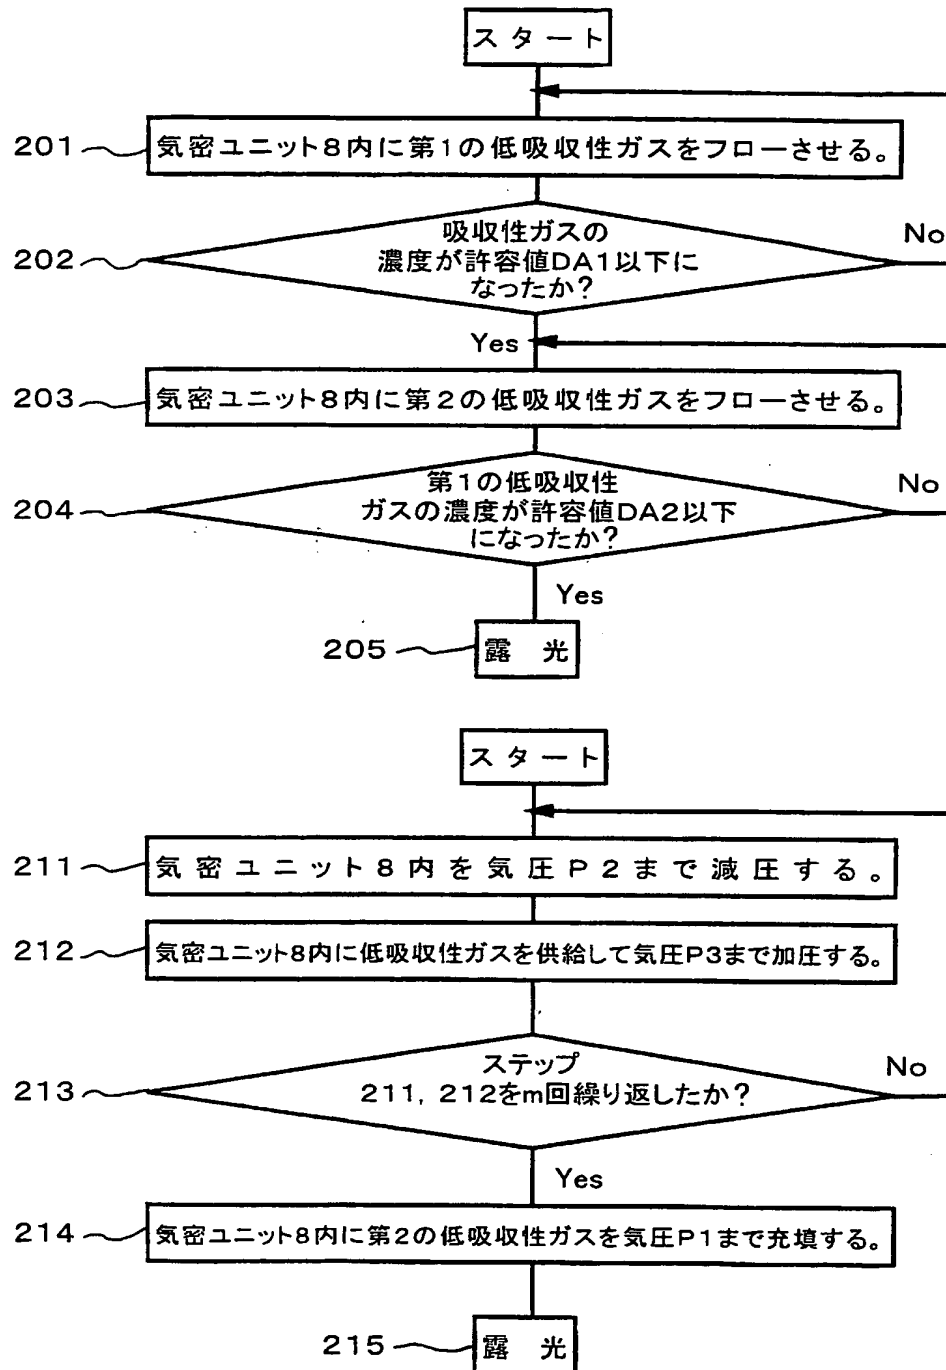 スタート
201
気密ユニット8内に第1の低吸収性ガスをフローさせる。
吸収性ガスの
No
202
濃度が許容値DA1以下に
なったか？
Yes
203
気密ユニット8内に第2の低吸収性ガスをフローさせる。
第1の低吸収性
No
204
ガスの濃度が許容値DA2以下
になったか？
Yes
205
露 光
スタート
211
気密ユニット8内を気圧P2まで減圧する。
212
気密ユニット8内に低吸収性ガスを供給して気圧P3まで加圧する。
ステップ
No
213
211, 212をm回繰り返したか？
Yes
214
気密ユニット8内に第2の低吸収性ガスを気圧P1まで充填する。
215
露 光